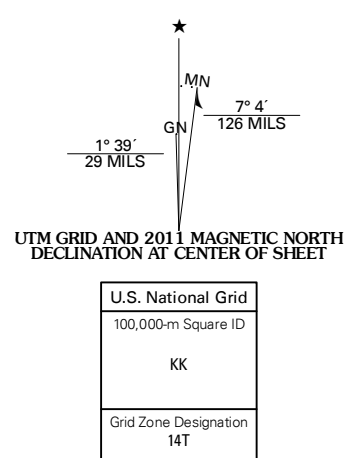 ★
MN
7° 4´
126 MILS
GN
1° 39´
29 MILS
UTM GRID AND 2011 MAGNETIC NORTH
DECLINATION AT CENTER OF SHEET
U.S. National Grid
100,000-m Square ID
KK
Grid Zone Designation
14T